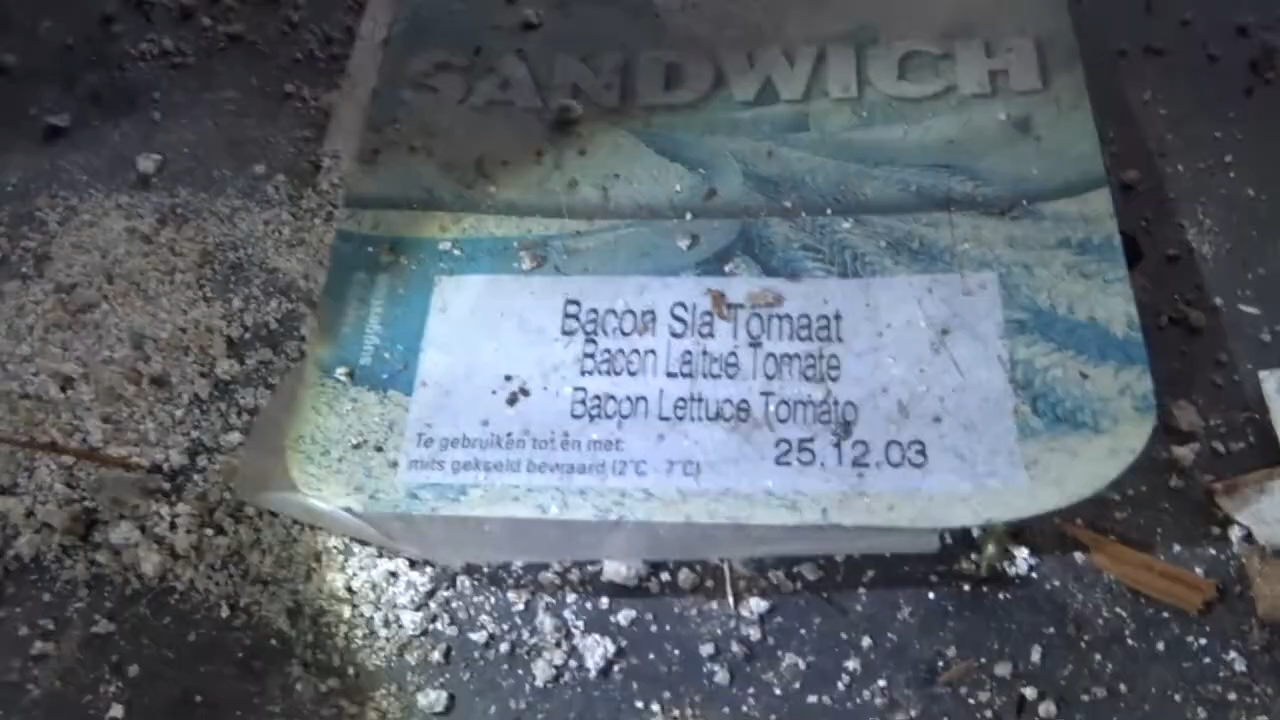 SANDWICH
Bacon Sla Tomaat
Bacon Laitue Tomate
Bacon Lettuce Tomato
Te gebruiken tot en met:
25.12.03
mits gekoeld bewaard (2°C - 7°C)